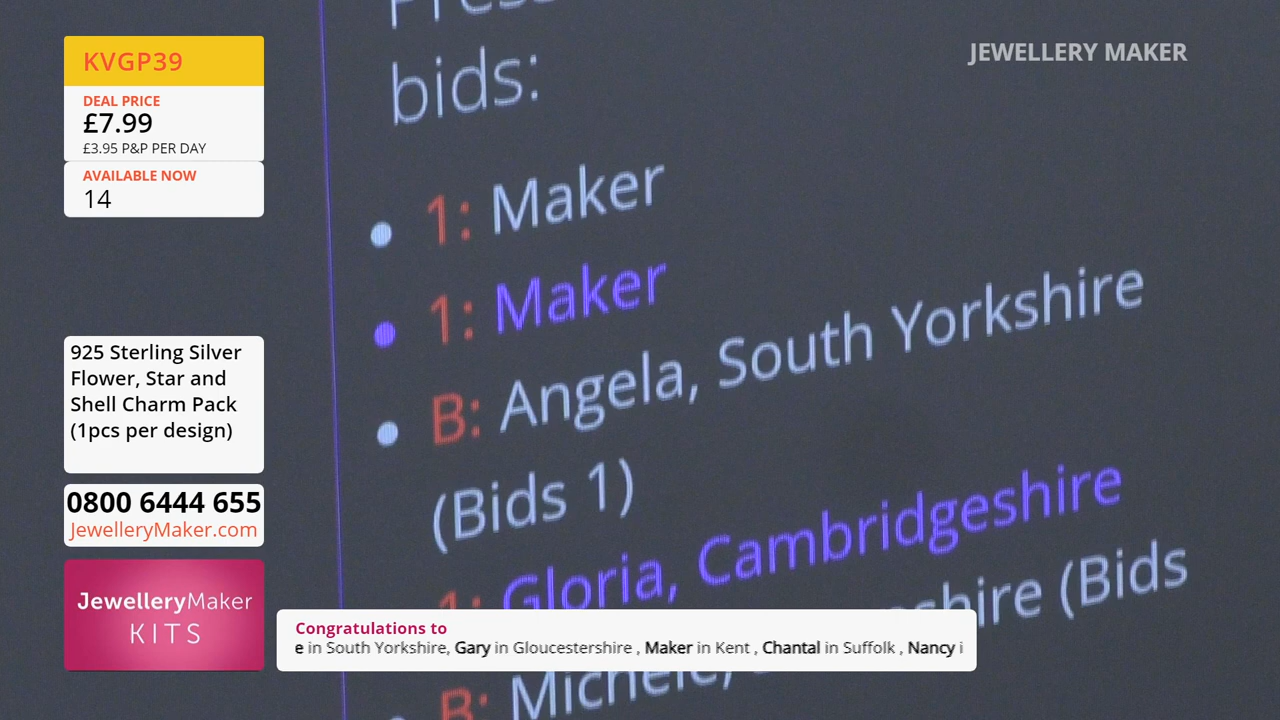 KVGP39
DEAL PRICE
£7.99
£3.95 P&P PER DAY
AVAILABLE NOW
14
925 Sterling Silver
Flower, Star and
Shell Charm Pack
(1pcs per design)
0800 6444 655
JewelleryMaker.com
JewelleryMaker
KITS
JEWELLERY MAKER
bids:
• 1: Maker
• 1: Maker
• B: Angela, South Yorkshire
(Bids 1)
1: Gloria, Cambridgeshire
(Bids
B: Michele,
Congratulations to
e in South Yorkshire, Gary in Gloucestershire , Maker in Kent , Chantal in Suffolk , Nancy i